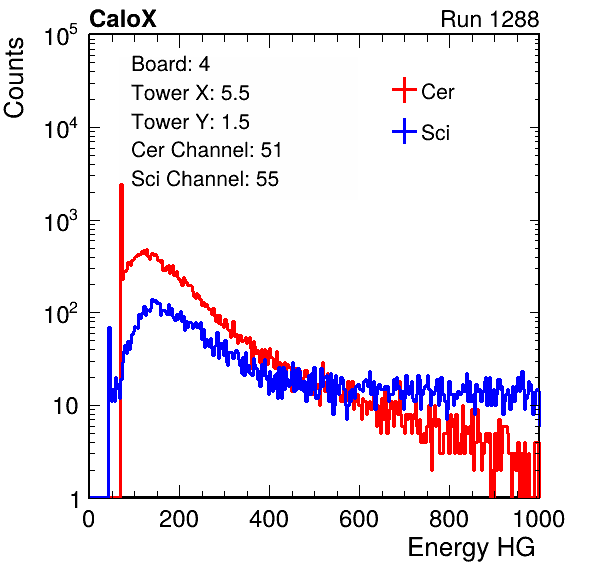 CaloX Run 1288
Counts
Board: 4
Tower X: 5.5
Tower Y: 1.5
Cer Channel: 51
Sci Channel: 55
Cer
Sci
10^5
10^4
10^3
10^2
10
1
0 200 400 600 800 1000
Energy HG